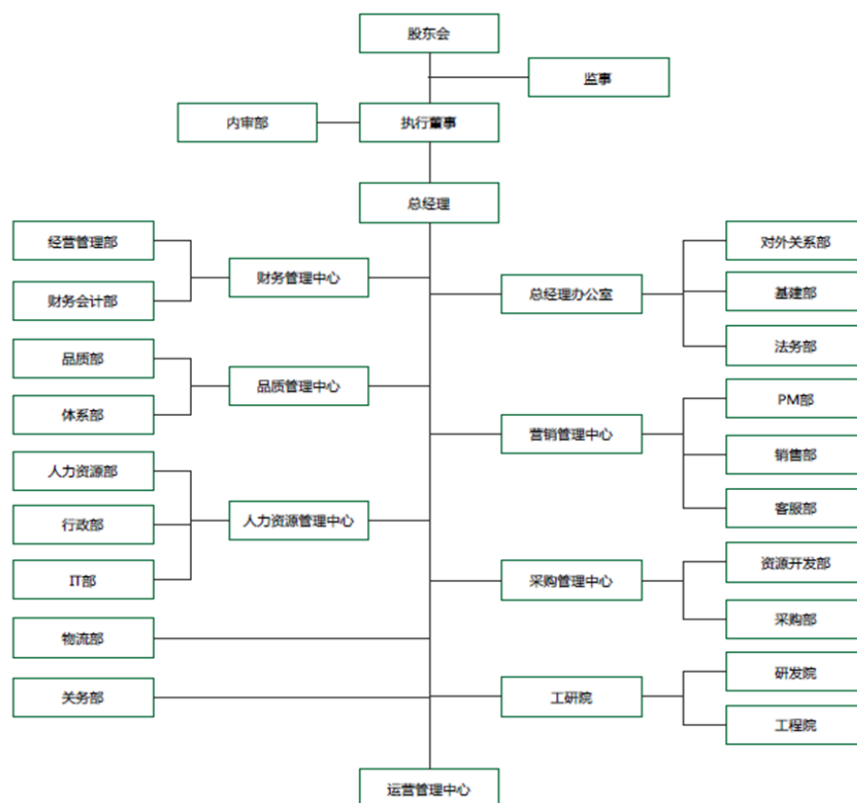 股东会
监事
内审部
执行董事
总经理
经营管理部
财务会计部
财务管理中心
品质部
体系部
品质管理中心
人力资源部
行政部
IT部
人力资源管理中心
物流部
关务部
总经理办公室
对外关系部
基建部
法务部
营销管理中心
PM部
销售部
客服部
采购管理中心
资源开发部
采购部
工研院
研发院
工程院
运营管理中心